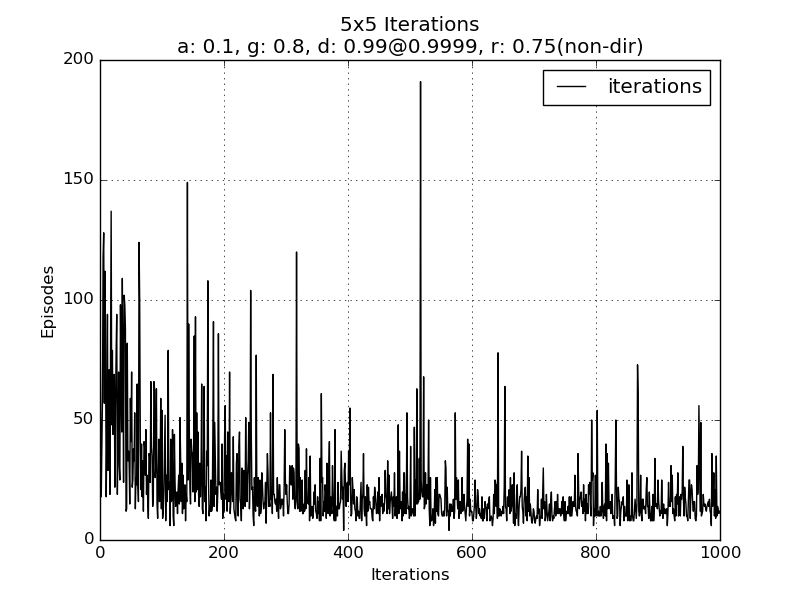 5x5 Iterations
a: 0.1, g: 0.8, d: 0.99@0.9999, r: 0.75(non-dir)
200
iterations
150
100
50
0
Episodes
0 200 400 600 800 1000
Iterations